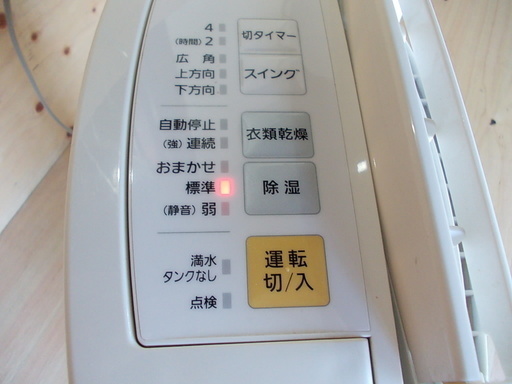 4
(時間) 2
切タイマー
広 角
上方向
下方向
スイング
自動停止
(強) 連続
衣類乾燥
おまかせ
標準
(静音) 弱
除湿
満水
タンクなし
点検
運転
切/入